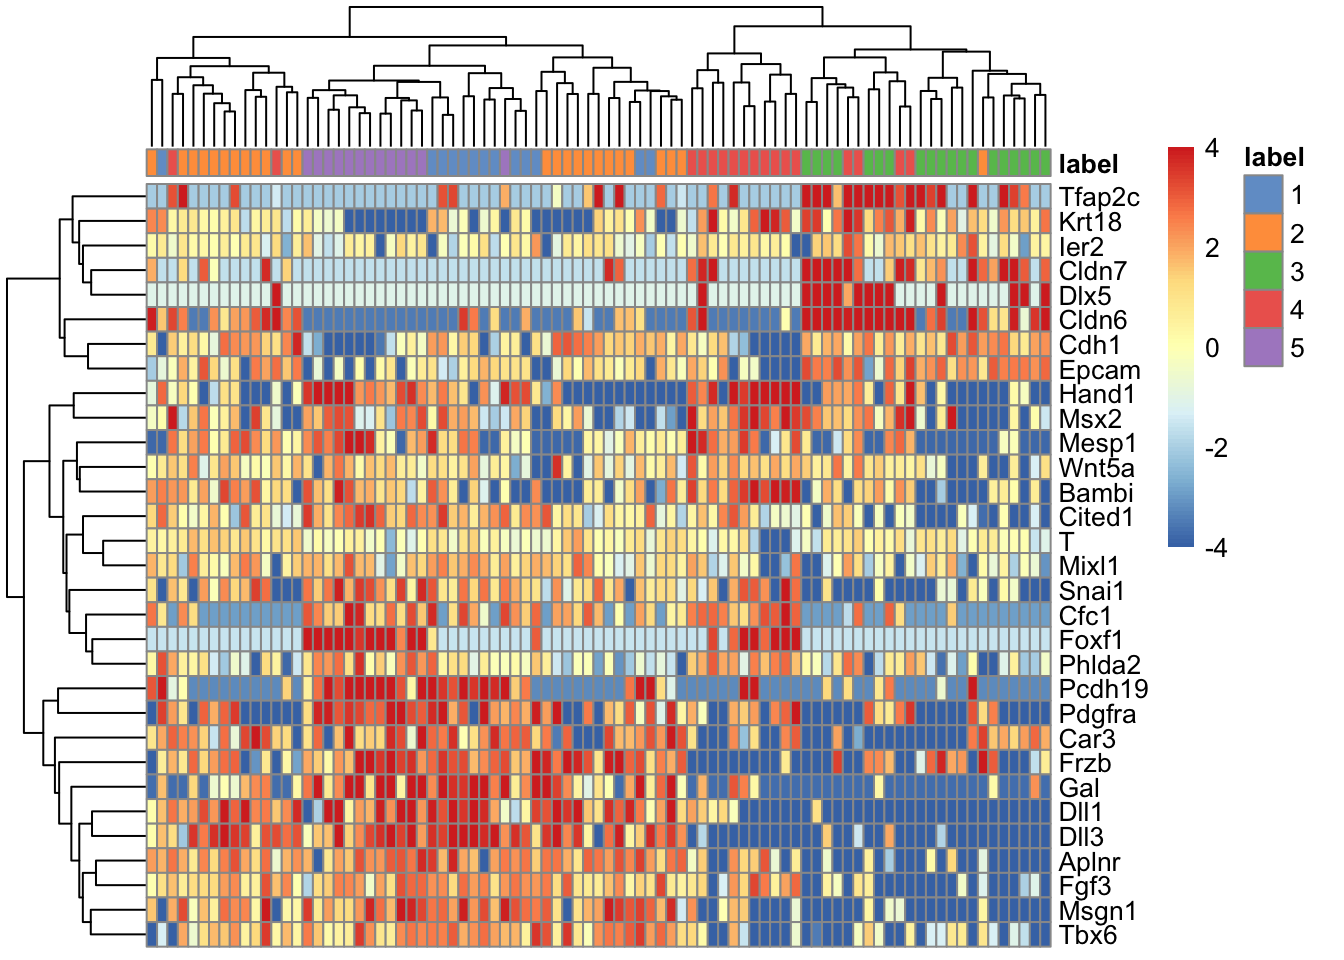 label
Tfap2c
Krt18
Ier2
Cldn7
Dlx5
Cldn6
Cdh1
Epcam
Hand1
Msx2
Mesp1
Wnt5a
Bambi
Cited1
T
Mixl1
Snai1
Cfc1
Foxf1
Phlda2
Pcdh19
Pdgfra
Car3
Frzb
Gal
Dll1
Dll3
Aplnr
Fgf3
Msgn1
Tbx6
4
2
0
-2
-4
label
1
2
3
4
5